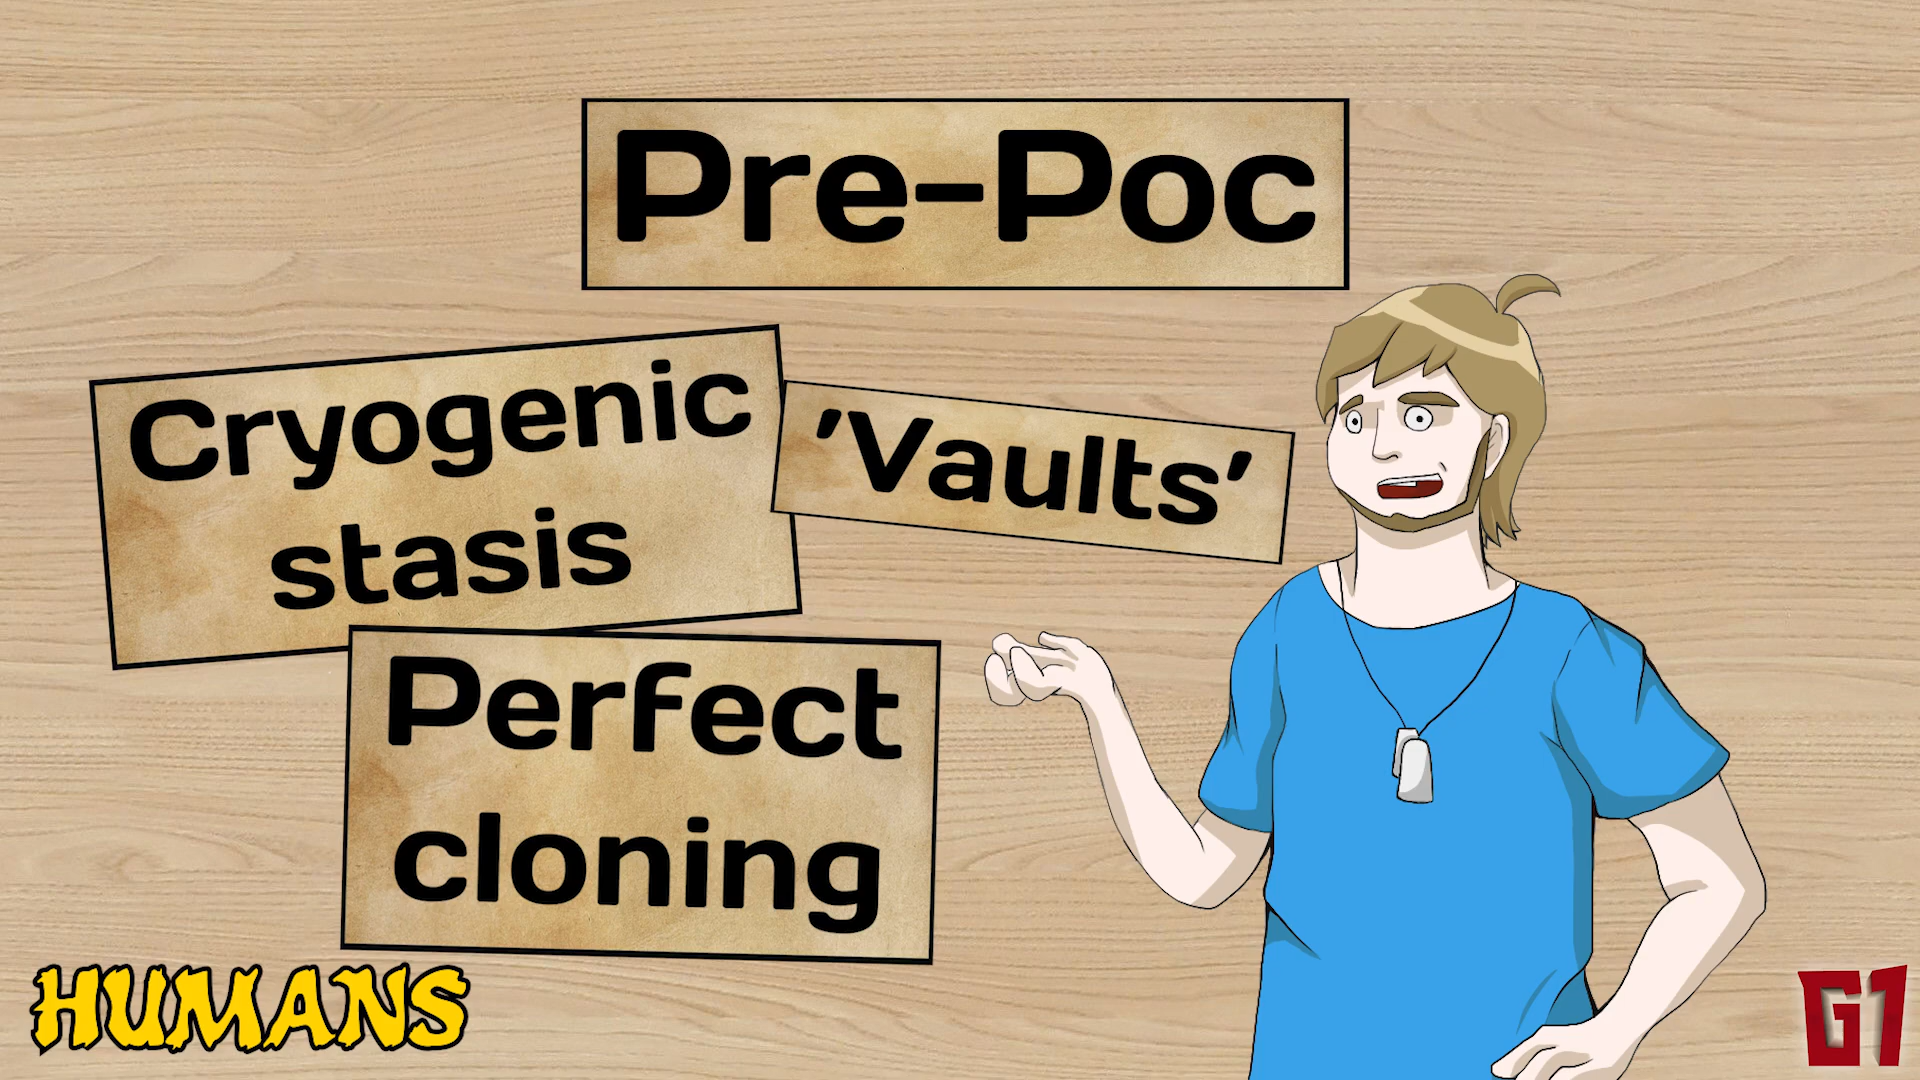 Pre-Poc
Cryogenic
stasis
'Vaults'
Perfect
cloning
HUMANS
G1